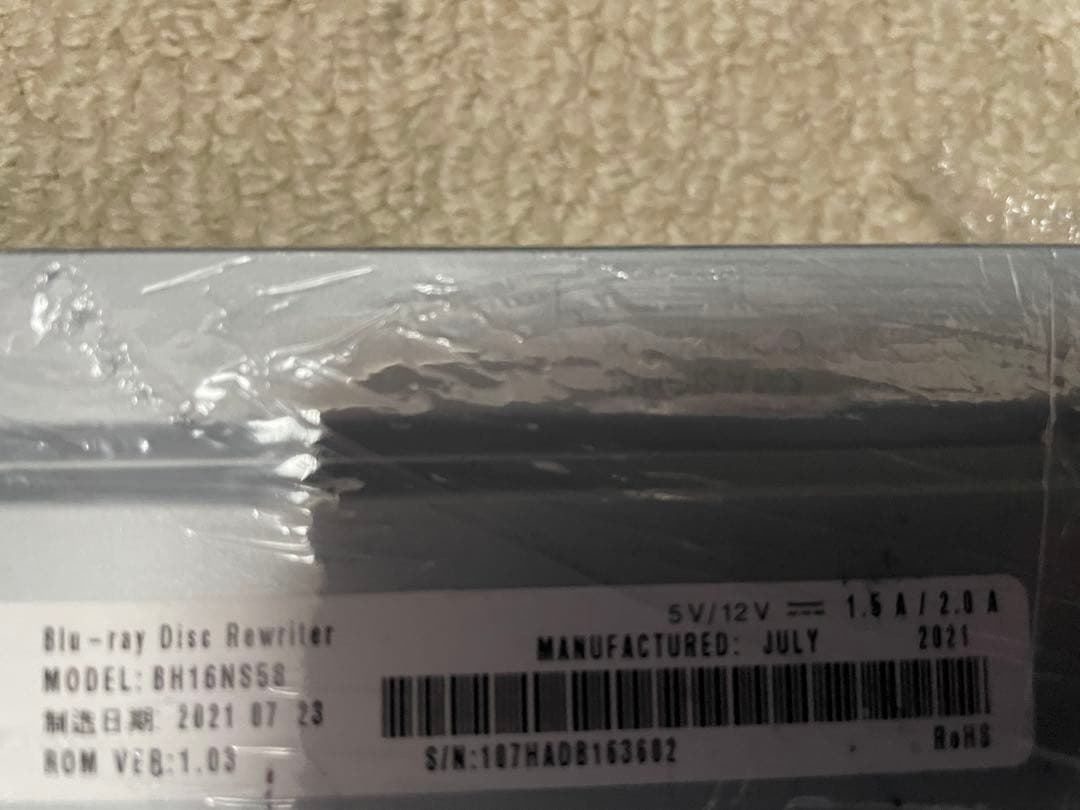 5V/12V ⎓ 1.5 A / 2.0 A
Blu-ray Disc Rewriter
MANUFACTURED: JULY 2021
MODEL: BH16NS58
制造日期 2021 07 23
ROM VER:1.03
S/N:107HADB163602
RoHS